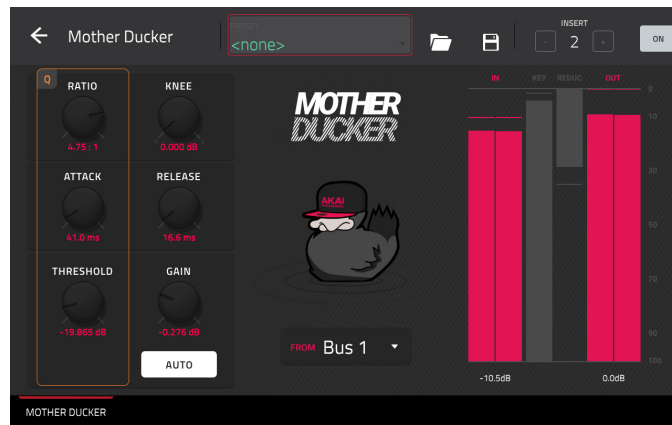 Mother Ducker
PRESET
<none>
INSERT
2
ON
Q
RATIO
KNEE
4.75 : 1
0.000 dB
ATTACK
RELEASE
41.0 ms
16.6 ms
THRESHOLD
GAIN
-19.865 dB
-0.276 dB
AUTO
MOTHER
DUCKER
AKAI
FROM Bus 1
IN
KEY
REDUC
OUT
0
10
30
50
70
90
100
-10.5dB
0.0dB
MOTHER DUCKER